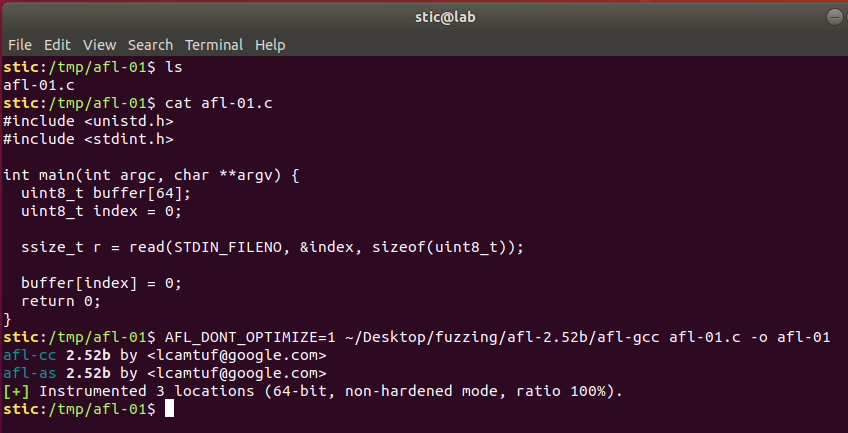 stic@lab
File Edit View Search Terminal Help
stic:/tmp/afl-01$ ls
afl-01.c
stic:/tmp/afl-01$ cat afl-01.c
#include <unistd.h>
#include <stdint.h>

int main(int argc, char **argv) {
  uint8_t buffer[64];
  uint8_t index = 0;

  ssize_t r = read(STDIN_FILENO, &index, sizeof(uint8_t));

  buffer[index] = 0;
  return 0;
}
stic:/tmp/afl-01$ AFL_DONT_OPTIMIZE=1 ~/Desktop/fuzzing/afl-2.52b/afl-gcc afl-01.c -o afl-01
afl-cc 2.52b by <lcamtuf@google.com>
afl-as 2.52b by <lcamtuf@google.com>
[+] Instrumented 3 locations (64-bit, non-hardened mode, ratio 100%).
stic:/tmp/afl-01$